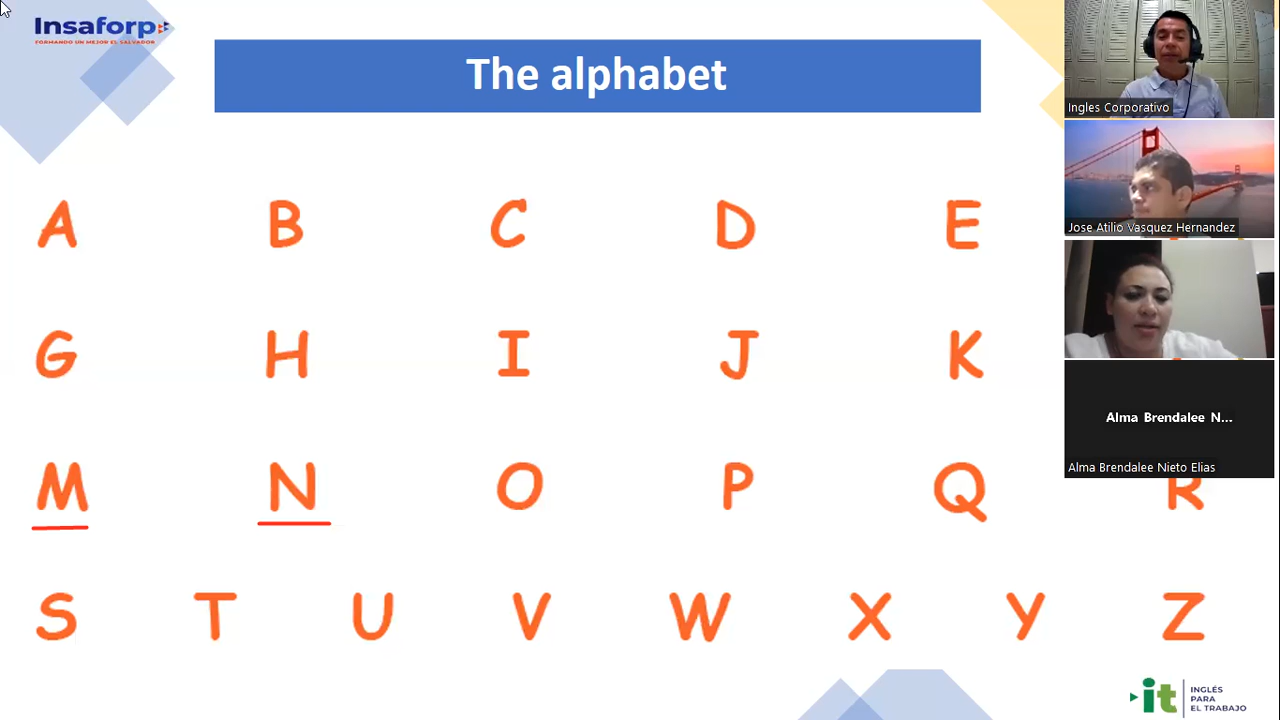 Insaforp
FORMANDO UN MEJOR EL SALVADOR
The alphabet
A B C D E
G H I J K
M N O P Q R
S T U V W X Y Z
Ingles Corporativo
Jose Atilio Vasquez Hernandez
Alma Brendalee N...
Alma Brendalee Nieto Elias
it
INGLÉS
PARA
EL TRABAJO